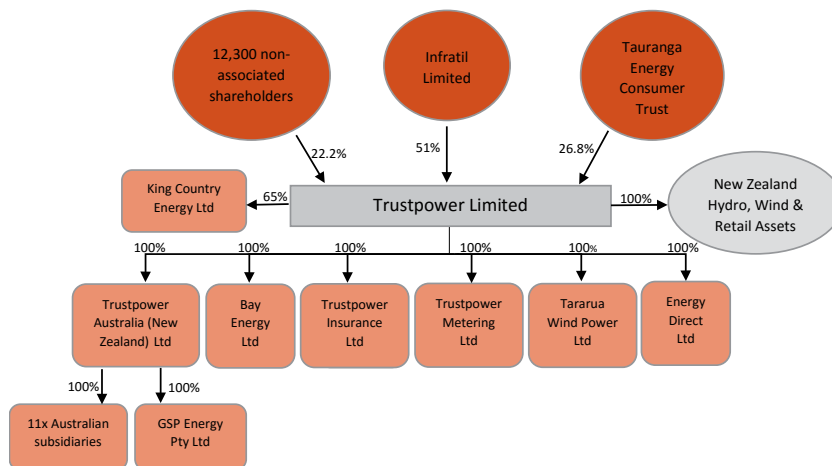 12,300 non-
associated
shareholders
Infratil
Limited
Tauranga
Energy
Consumer
Trust
22.2%
51%
26.8%
King Country
Energy Ltd
65%
Trustpower Limited
100%
New Zealand
Hydro, Wind &
Retail Assets
100%
100%
100%
100%
100%
100%
Trustpower
Australia (New
Zealand) Ltd
Bay
Energy
Ltd
Trustpower
Insurance
Ltd
Trustpower
Metering
Ltd
Tararua
Wind Power
Ltd
Energy
Direct
Ltd
100%
100%
11x Australian
subsidiaries
GSP Energy
Pty Ltd